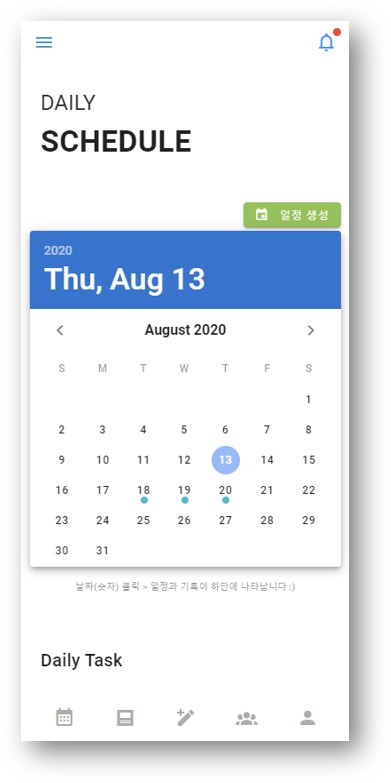 DAILY
SCHEDULE
일정 생성
2020
Thu, Aug 13
August 2020
S M T W T F S
1
2 3 4 5 6 7 8
9 10 11 12 13 14 15
16 17 18 19 20 21 22
23 24 25 26 27 28 29
30 31
날짜(숫자) 클릭 > 일정과 기록이 하단에 나타납니다 :)
Daily Task